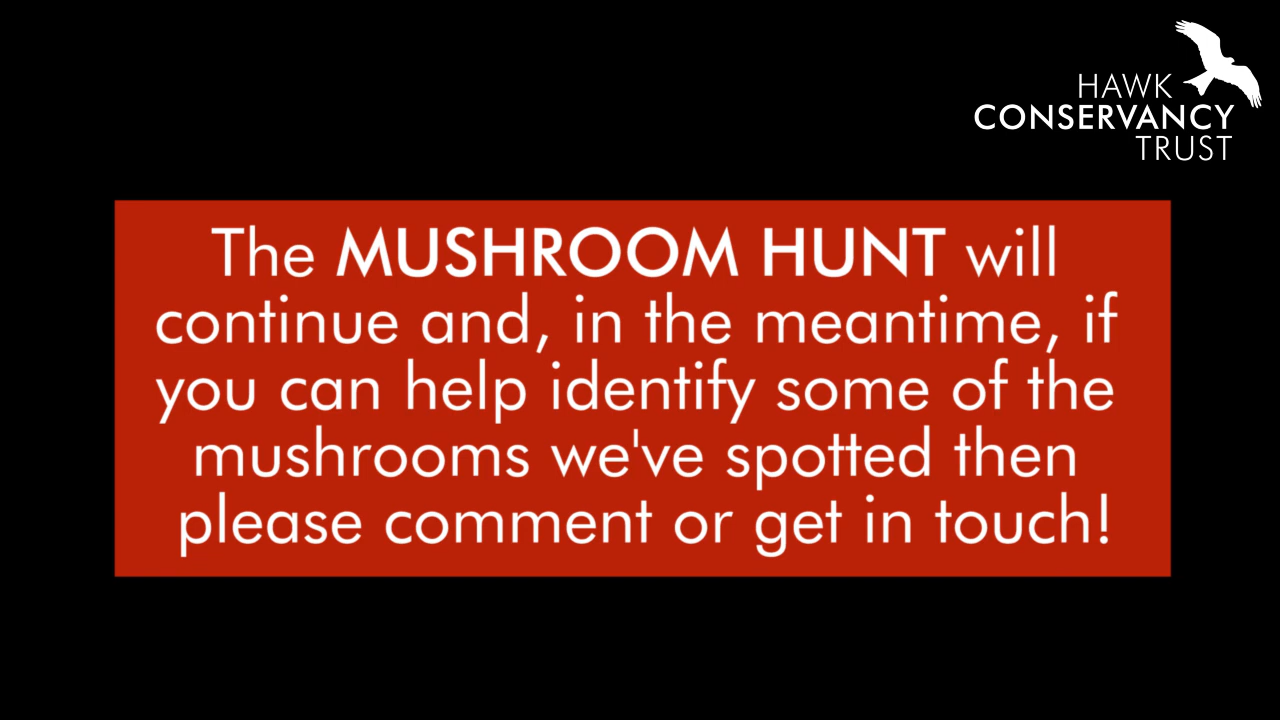 HAWK
CONSERVANCY
TRUST
The MUSHROOM HUNT will
continue and, in the meantime, if
you can help identify some of the
mushrooms we've spotted then
please comment or get in touch!